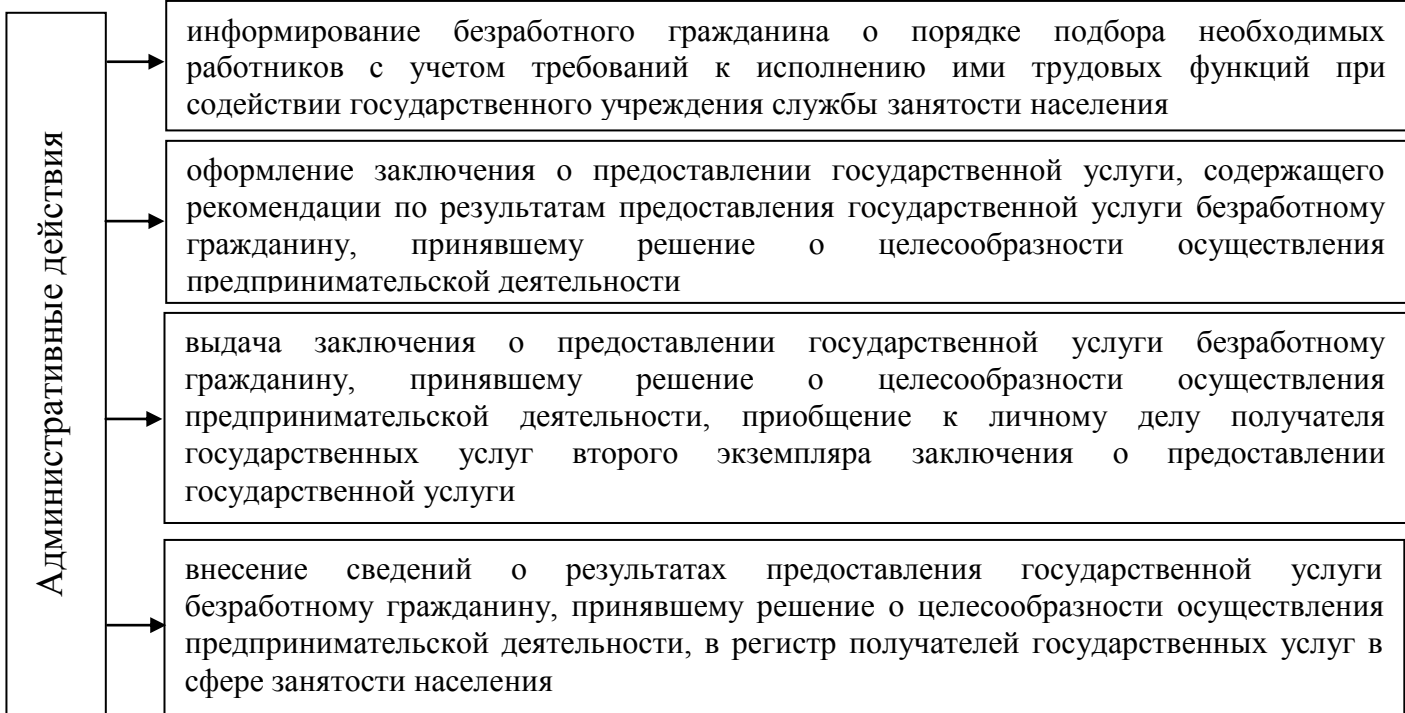 Административные действия
информирование безработного гражданина о порядке подбора необходимых
работников с учетом требований к исполнению ими трудовых функций при
содействии государственного учреждения службы занятости населения
оформление заключения о предоставлении государственной услуги, содержащего
рекомендации по результатам предоставления государственной услуги безработному
гражданину, принявшему решение о целесообразности осуществления
предпринимательской деятельности
выдача заключения о предоставлении государственной услуги безработному
гражданину, принявшему решение о целесообразности осуществления
предпринимательской деятельности, приобщение к личному делу получателя
государственных услуг второго экземпляра заключения о предоставлении
государственной услуги
внесение сведений о результатах предоставления государственной услуги
безработному гражданину, принявшему решение о целесообразности осуществления
предпринимательской деятельности, в регистр получателей государственных услуг в
сфере занятости населения